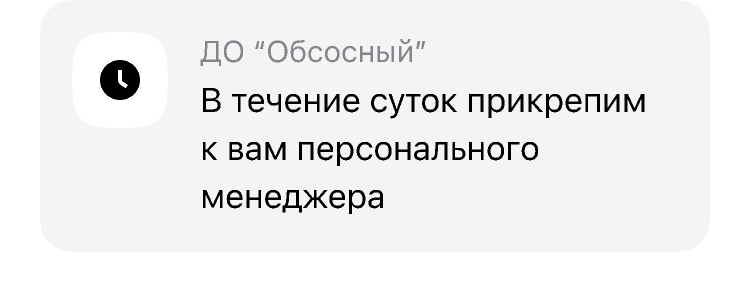 ДО “Обсосный”
В течение суток прикрепим
к вам персонального
менеджера